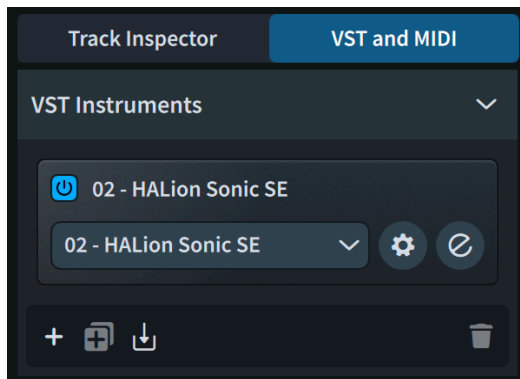 Track Inspector VST and MIDI
VST Instruments
02 - HALion Sonic SE
02 - HALion Sonic SE